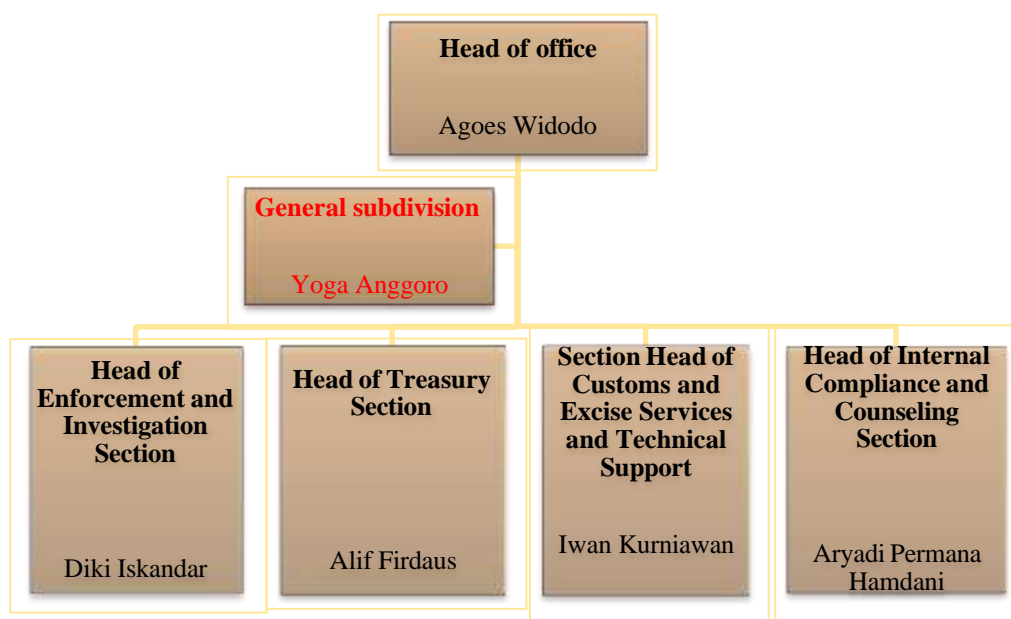 Head of office
Agoes Widodo
General subdivision
Yoga Anggoro
Head of
Enforcement and
Investigation
Section
Diki Iskandar
Head of Treasury
Section
Alif Firdaus
Section Head of
Customs and
Excise Services
and Technical
Support
Iwan Kurniawan
Head of Internal
Compliance and
Counseling
Section
Aryadi Permana
Hamdani